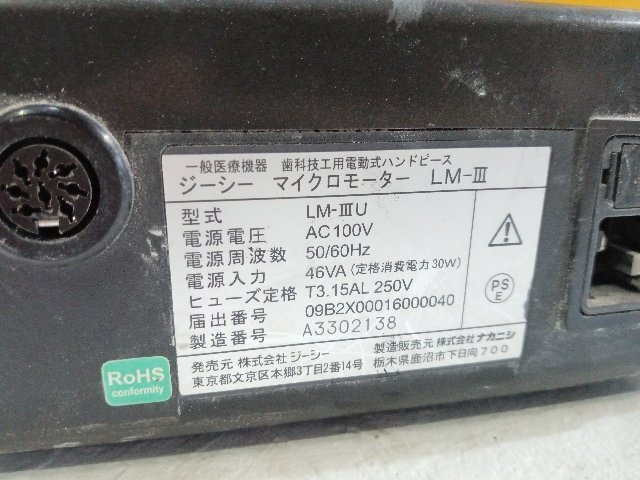 一般医療機器 歯科技工用電動式ハンドピース
ジーシー マイクロモーター LM-Ⅲ
型式 LM-ⅢU
電源電圧 AC100V
電源周波数 50/60Hz
電源入力 46VA (定格消費電力30W)
ヒューズ定格 T3.15AL 250V
届出番号 09B2X00016000040
製造番号 A3302138
PS
E
発売元 株式会社 ジーシー
東京都文京区本郷3丁目2番14号
製造販売元 株式会社 ナカニシ
栃木県鹿沼市下日向700
RoHS
conformity